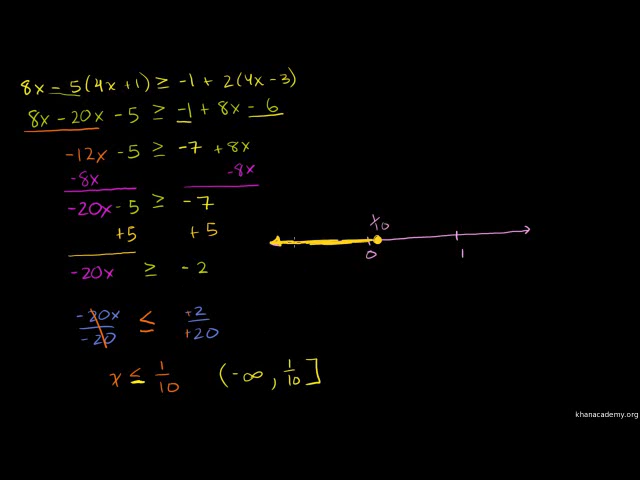 8x - 5(4x + 1) ≥ -1 + 2(4x - 3)
8x - 20x - 5 ≥ -1 + 8x - 6
-12x - 5 ≥ -7 + 8x
-8x -8x
-20x - 5 ≥ -7
+5 +5
-20x ≥ -2
-20x/-20 ≤ +2/+20
x ≤ 1/10 (-∞, 1/10]
1/10
0 1
khanacademy.org